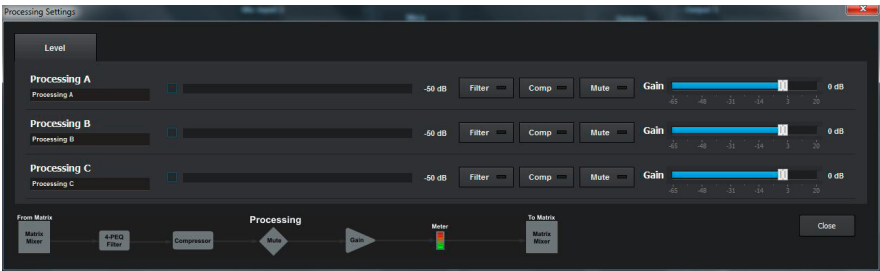 Processing Settings
Level
Processing A
Processing A
-50 dB
Filter
Comp
Mute
Gain
0 dB
-65 -48 -31 -14 3 20
Processing B
Processing B
-50 dB
Filter
Comp
Mute
Gain
0 dB
-65 -48 -31 -14 3 20
Processing C
Processing C
-50 dB
Filter
Comp
Mute
Gain
0 dB
-65 -48 -31 -14 3 20
From Matrix
Matrix
Mixer
4-PEQ
Filter
Compressor
Processing
Mute
Gain
Meter
To Matrix
Matrix
Mixer
Close